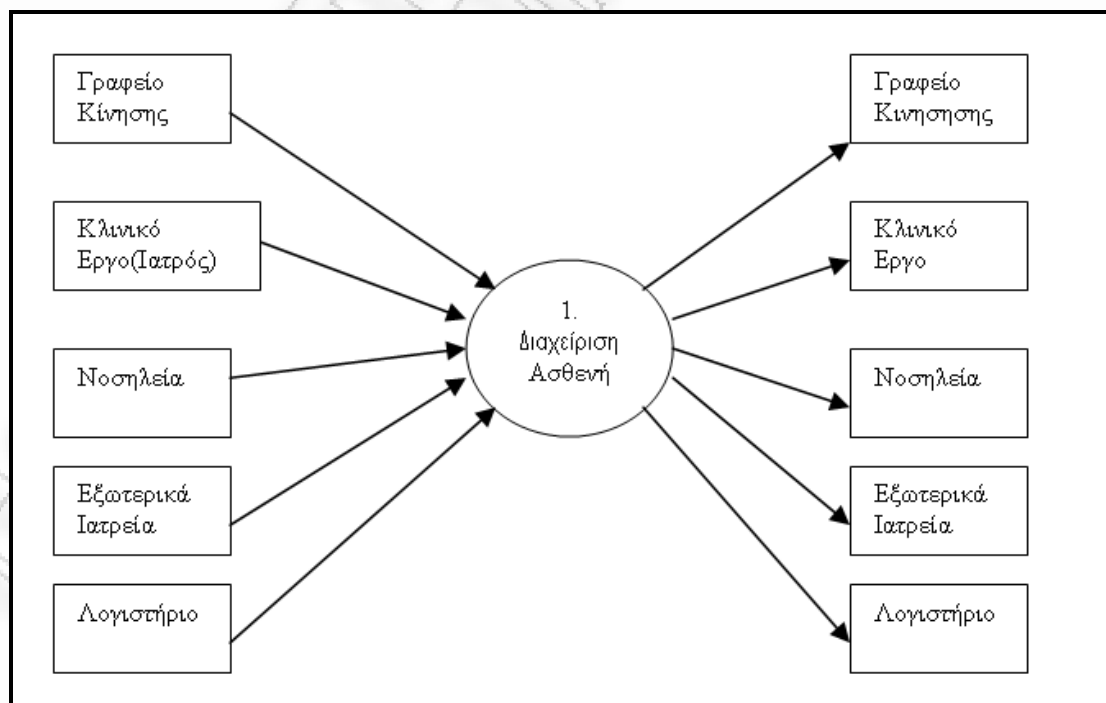 Γραφείο
Κίνησης
Κλινικό
Εργο(Ιατρός)
Νοσηλεία
Εξωτερικά
Ιατρεία
Λογιστήριο
1.
Διαχείριση
Ασθενή
Γραφείο
Κινησησης
Κλινικό
Εργο
Νοσηλεία
Εξωτερικά
Ιατρεία
Λογιστήριο